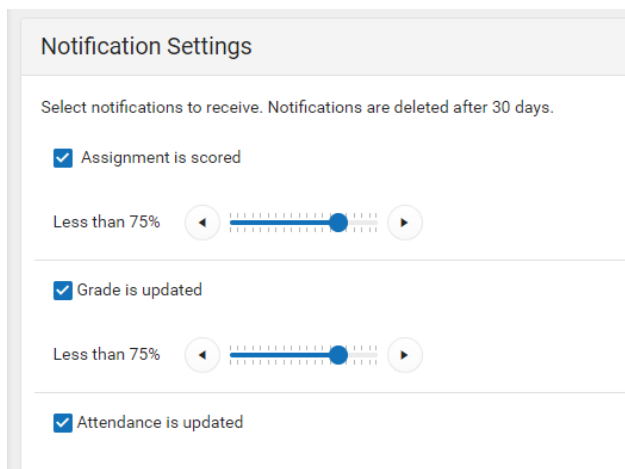 Notification Settings
Select notifications to receive. Notifications are deleted after 30 days.
Assignment is scored
Less than 75%
Grade is updated
Less than 75%
Attendance is updated